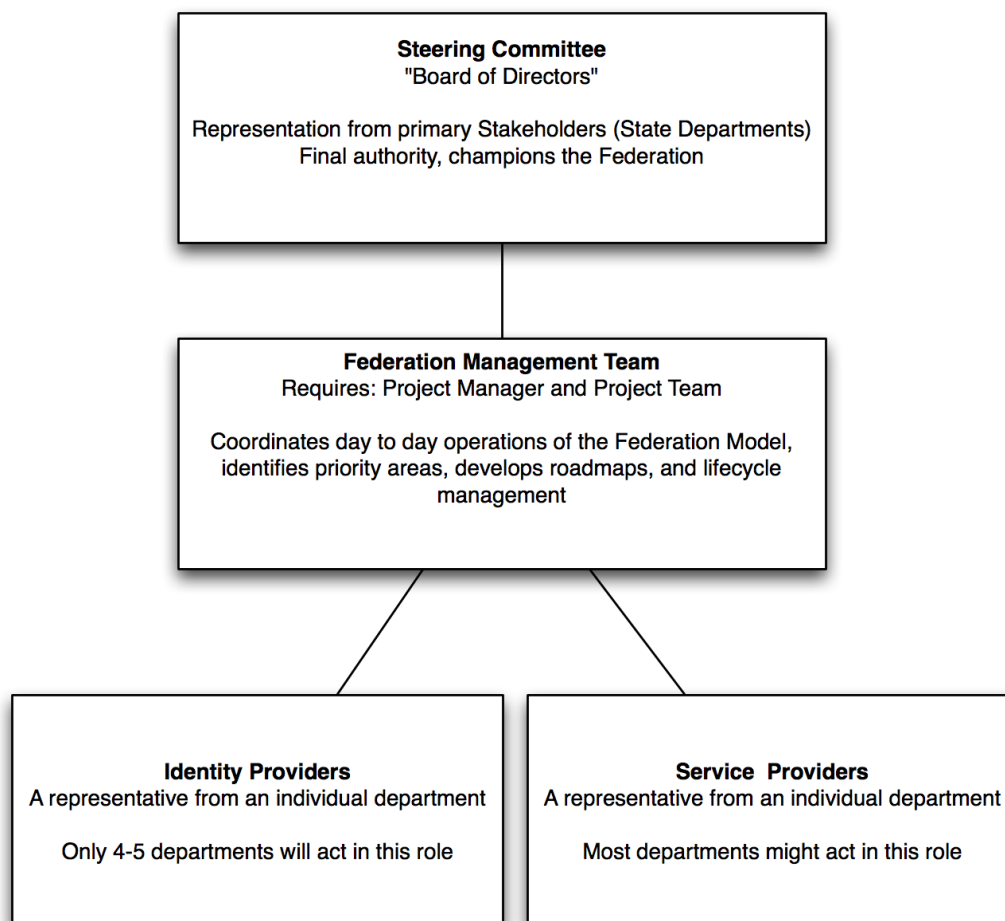 Steering Committee
"Board of Directors"
Representation from primary Stakeholders (State Departments)
Final authority, champions the Federation
Federation Management Team
Requires: Project Manager and Project Team
Coordinates day to day operations of the Federation Model,
identifies priority areas, develops roadmaps, and lifecycle
management
Identity Providers
A representative from an individual department
Only 4-5 departments will act in this role
Service  Providers
A representative from an individual department
Most departments might act in this role